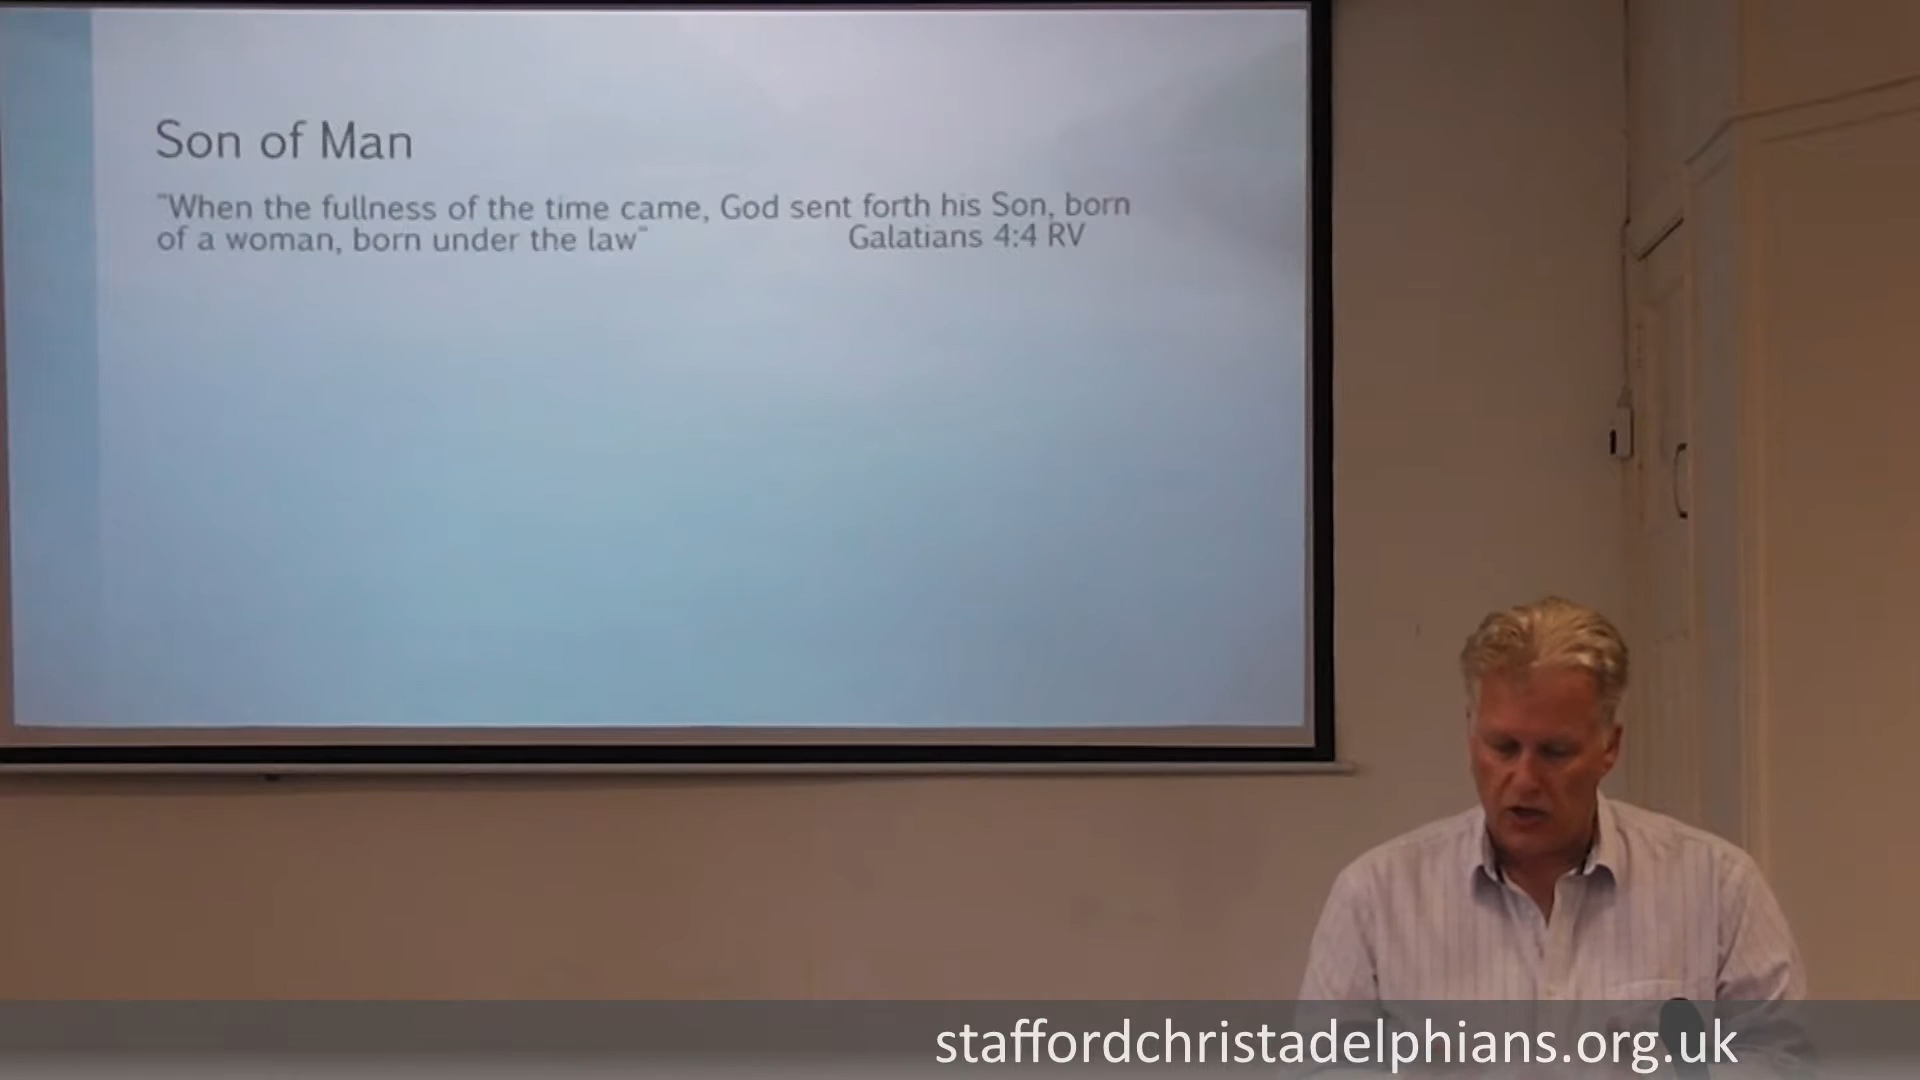 Son of Man
"When the fullness of the time came, God sent forth his Son, born
of a woman, born under the law" Galatians 4:4 RV
staffordchristadelphians.org.uk